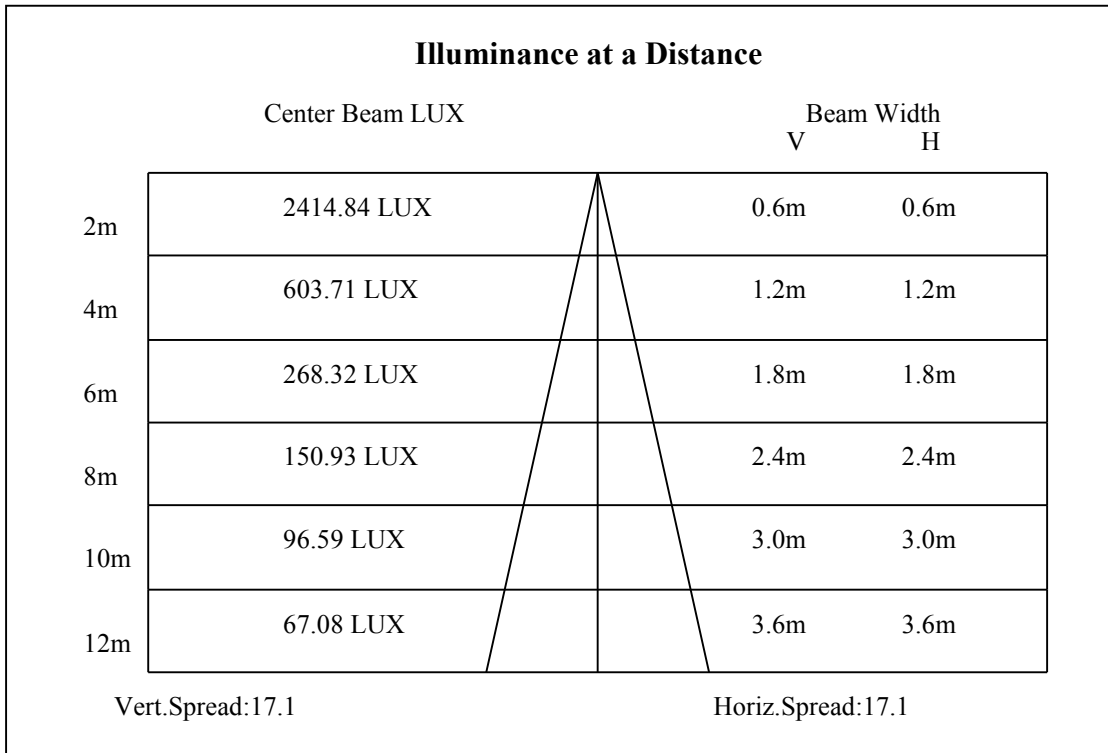 Illuminance at a Distance
Center Beam LUX Beam Width
V H
2m 2414.84 LUX 0.6m 0.6m
4m 603.71 LUX 1.2m 1.2m
6m 268.32 LUX 1.8m 1.8m
8m 150.93 LUX 2.4m 2.4m
10m 96.59 LUX 3.0m 3.0m
12m 67.08 LUX 3.6m 3.6m
Vert.Spread:17.1 Horiz.Spread:17.1